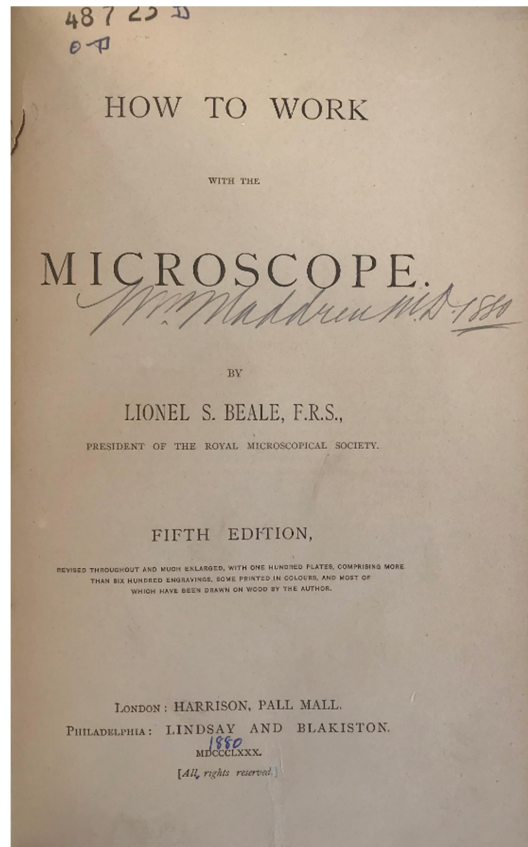 48723 D
HOW TO WORK
WITH THE
MICROSCOPE.
Wm Maddren M.D. 1880
BY
LIONEL S. BEALE, F.R.S.,
PRESIDENT OF THE ROYAL MICROSCOPICAL SOCIETY.
FIFTH EDITION,
REVISED THROUGHOUT AND MUCH ENLARGED, WITH ONE HUNDRED PLATES, COMPRISING MORE
THAN SIX HUNDRED ENGRAVINGS, SOME PRINTED IN COLOURS, AND MOST OF
WHICH HAVE BEEN DRAWN ON WOOD BY THE AUTHOR.
LONDON: HARRISON, PALL MALL.
PHILADELPHIA: LINDSAY AND BLAKISTON.
1880
MDCCCLXXX.
[All rights reserved.]